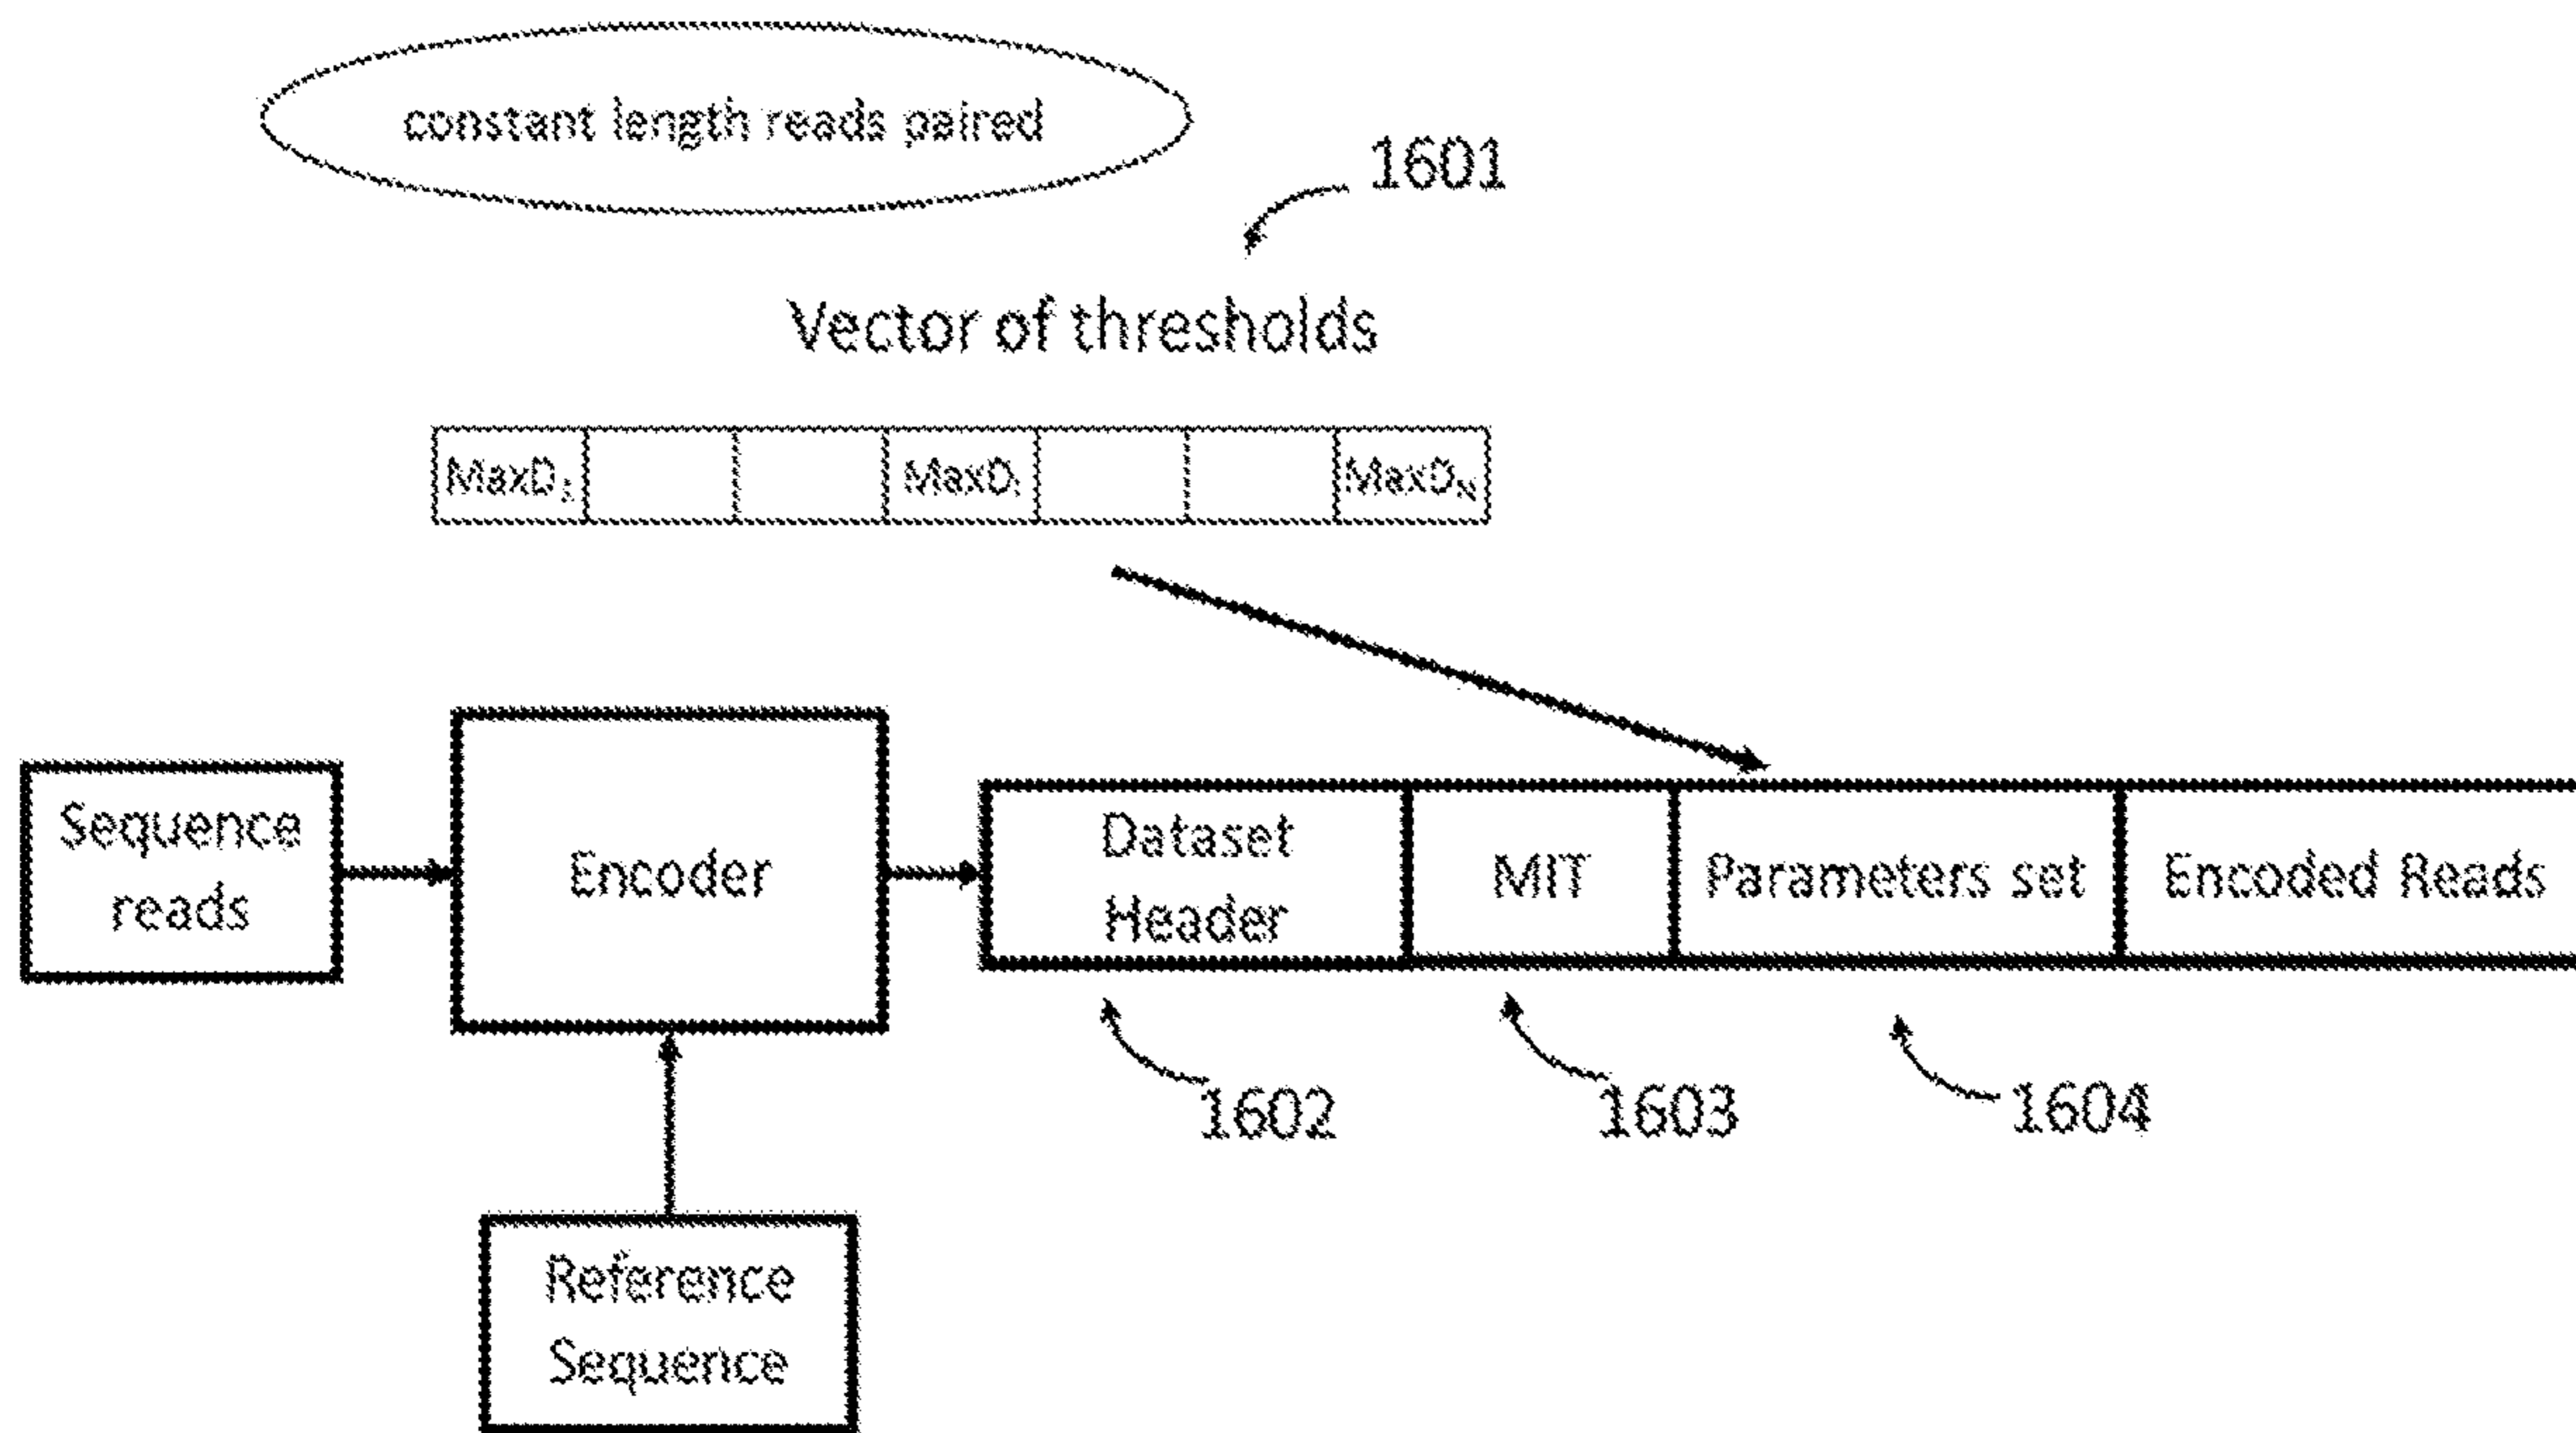 constant length reads paired
1601
Vector of thresholds
MaxD₁ MaxDᵢ MaxD_N
Sequence
reads
Encoder
Dataset
Header
MIT
Parameters set
Encoded Reads
1602
1603
1604
Reference
Sequence